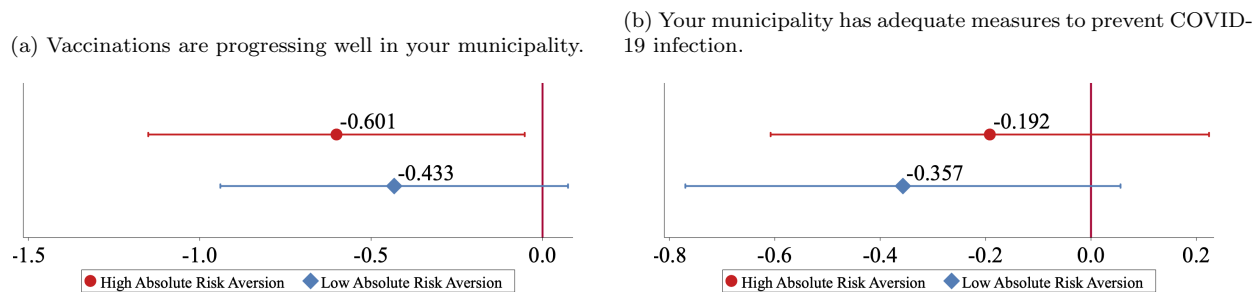 (a) Vaccinations are progressing well in your municipality.
-0.601
-0.433
-1.5 -1.0 -0.5 0.0
High Absolute Risk Aversion Low Absolute Risk Aversion
(b) Your municipality has adequate measures to prevent COVID-
19 infection.
-0.192
-0.357
-0.8 -0.6 -0.4 -0.2 0.0 0.2
High Absolute Risk Aversion Low Absolute Risk Aversion